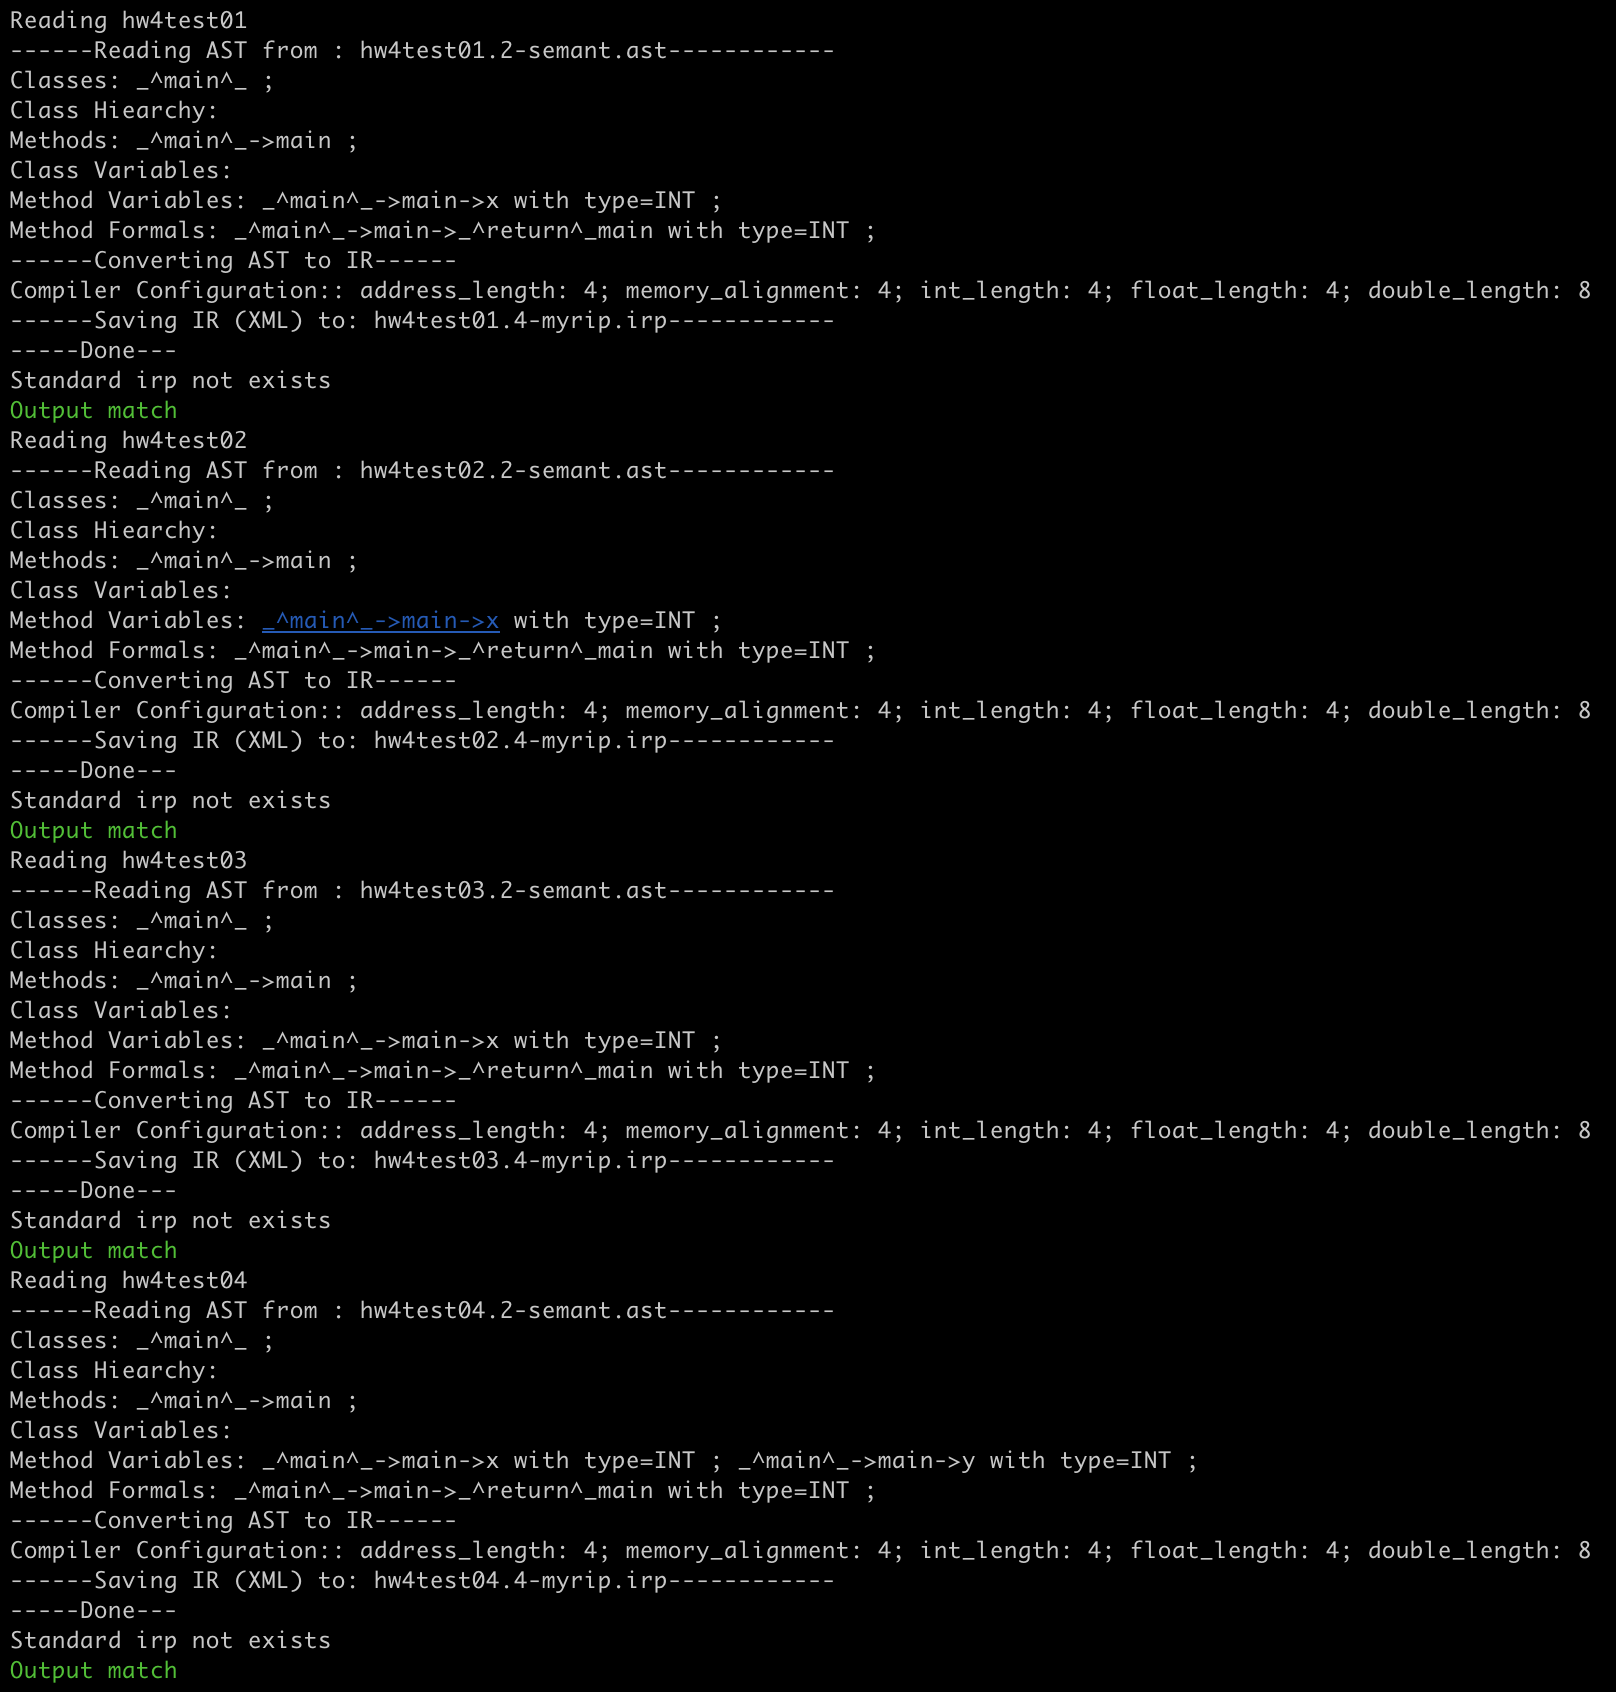 Reading hw4test01
------Reading AST from : hw4test01.2-semant.ast------------
Classes: _^main^_ ;
Class Hiearchy:
Methods: _^main^_->main ;
Class Variables:
Method Variables: _^main^_->main->x with type=INT ;
Method Formals: _^main^_->main->_^return^_main with type=INT ;
------Converting AST to IR------
Compiler Configuration:: address_length: 4; memory_alignment: 4; int_length: 4; float_length: 4; double_length: 8
------Saving IR (XML) to: hw4test01.4-myrip.irp------------
-----Done---
Standard irp not exists
Output match
Reading hw4test02
------Reading AST from : hw4test02.2-semant.ast------------
Classes: _^main^_ ;
Class Hiearchy:
Methods: _^main^_->main ;
Class Variables:
Method Variables: _^main^_->main->x with type=INT ;
Method Formals: _^main^_->main->_^return^_main with type=INT ;
------Converting AST to IR------
Compiler Configuration:: address_length: 4; memory_alignment: 4; int_length: 4; float_length: 4; double_length: 8
------Saving IR (XML) to: hw4test02.4-myrip.irp------------
-----Done---
Standard irp not exists
Output match
Reading hw4test03
------Reading AST from : hw4test03.2-semant.ast------------
Classes: _^main^_ ;
Class Hiearchy:
Methods: _^main^_->main ;
Class Variables:
Method Variables: _^main^_->main->x with type=INT ;
Method Formals: _^main^_->main->_^return^_main with type=INT ;
------Converting AST to IR------
Compiler Configuration:: address_length: 4; memory_alignment: 4; int_length: 4; float_length: 4; double_length: 8
------Saving IR (XML) to: hw4test03.4-myrip.irp------------
-----Done---
Standard irp not exists
Output match
Reading hw4test04
------Reading AST from : hw4test04.2-semant.ast------------
Classes: _^main^_ ;
Class Hiearchy:
Methods: _^main^_->main ;
Class Variables:
Method Variables: _^main^_->main->x with type=INT ; _^main^_->main->y with type=INT ;
Method Formals: _^main^_->main->_^return^_main with type=INT ;
------Converting AST to IR------
Compiler Configuration:: address_length: 4; memory_alignment: 4; int_length: 4; float_length: 4; double_length: 8
------Saving IR (XML) to: hw4test04.4-myrip.irp------------
-----Done---
Standard irp not exists
Output match